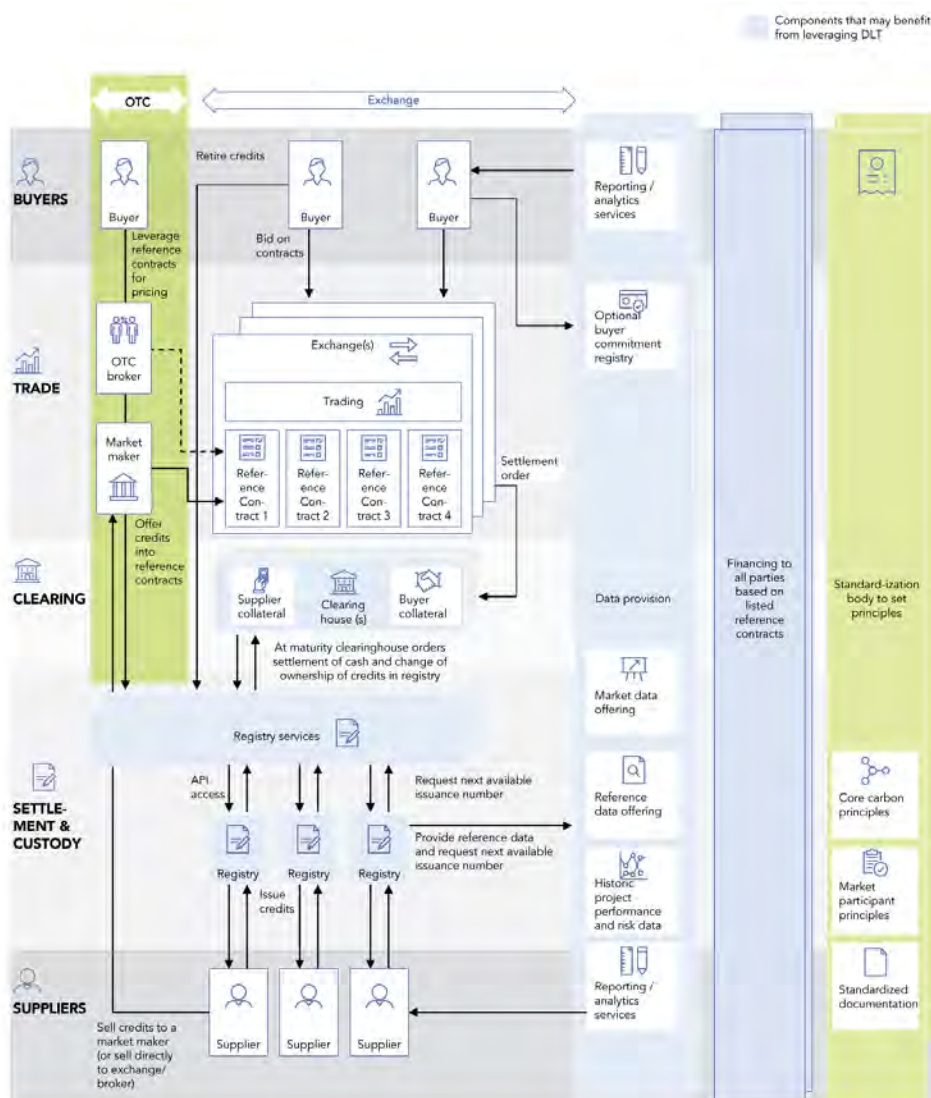 Components that may benefit
from leveraging DLT
OTC
Exchange
BUYERS
Buyer
Retire credits
Buyer
Buyer
Reporting /
analytics
services
Leverage
reference
contracts
for
pricing
Bid on
contracts
TRADE
OTC
broker
Exchange(s)
Optional
buyer
commitment
registry
Trading
Market
maker
Refer-
ence
Con-
tract 1
Refer-
ence
Con-
tract 2
Refer-
ence
Con-
tract 3
Refer-
ence
Con-
tract 4
Settlement
order
Offer
credits
into
reference
contracts
CLEARING
Supplier
collateral
Clearing
house (s)
Buyer
collateral
Data provision
Financing to
all parties
based on
listed
reference
contracts
Standard-ization
body to set
principles
At maturity clearinghouse orders
settlement of cash and change of
ownership of credits in registry
Market data
offering
Registry services
SETTLE-
MENT &
CUSTODY
API
access
Request next available
issuance number
Reference
data offering
Core carbon
principles
Registry
Registry
Registry
Provide reference data
and request next available
issuance number
Issue
credits
Historic
project
performance
and risk data
Market
participant
principles
SUPPLIERS
Supplier
Supplier
Supplier
Reporting /
analytics
services
Standardized
documentation
Sell credits to a
market maker
(or sell directly
to exchange/
broker)